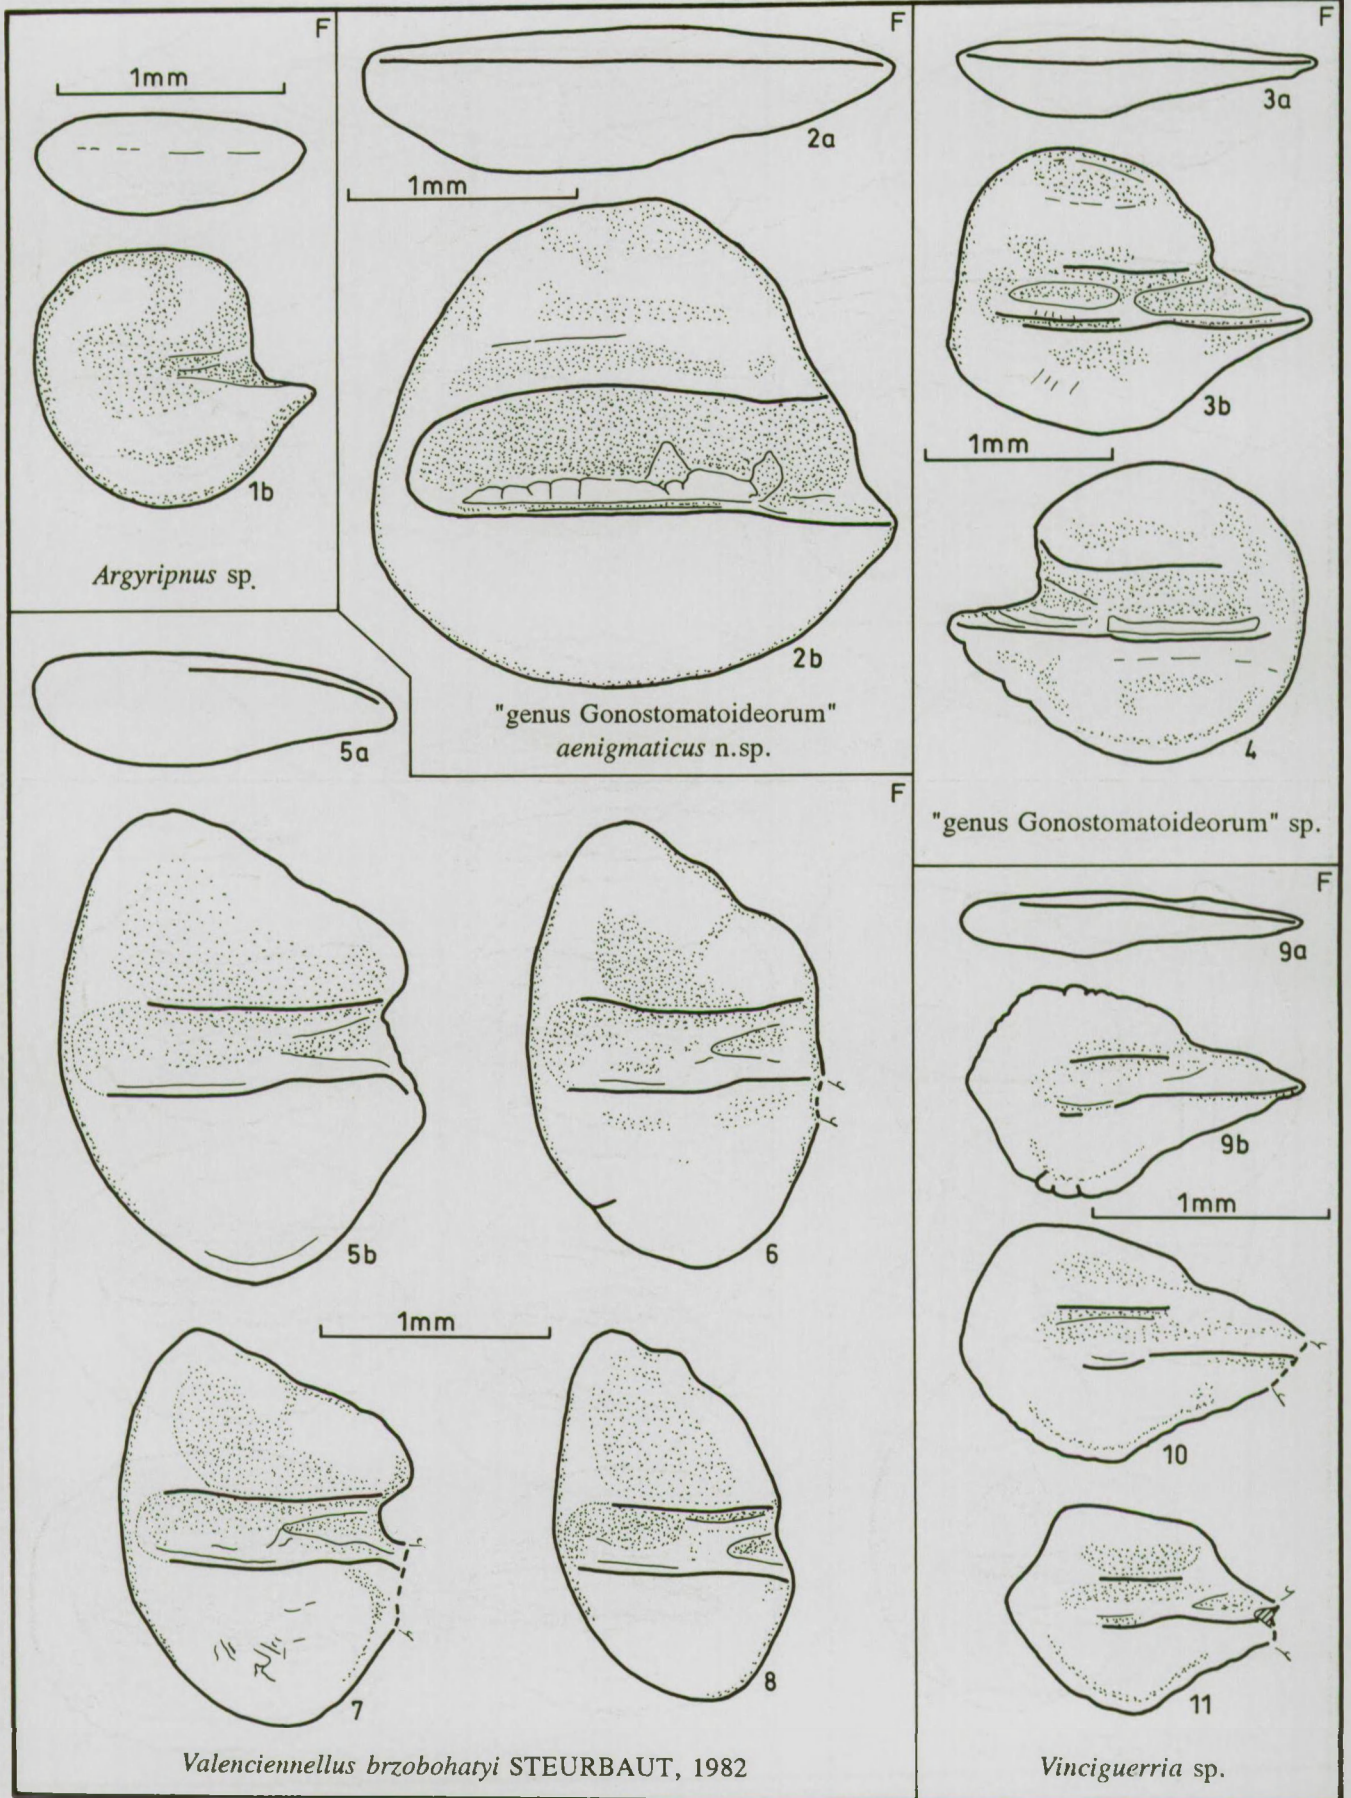 F
1mm
1b
Argyripnus sp.
F
2a
1mm
2b
"genus Gonostomatoideorum"
aenigmaticus n.sp.
F
3a
3b
1mm
4
"genus Gonostomatoideorum" sp.
F
5a
5b
6
1mm
7
8
Valenciennellus brzobohatyi STEURBAUT, 1982
F
9a
9b
1mm
10
11
Vinciguerria sp.